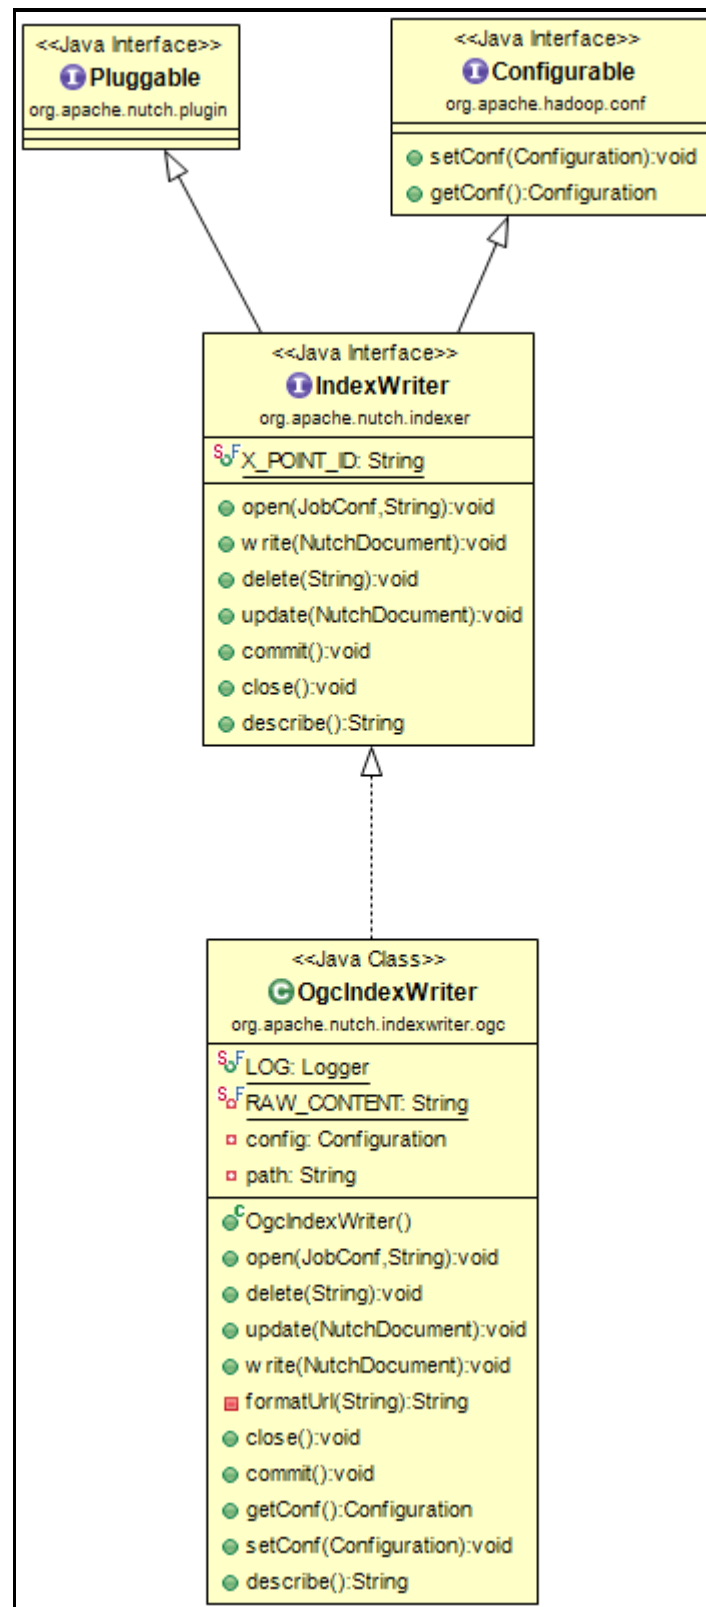 <<Java Interface>>
Pluggable
org.apache.nutch.plugin
<<Java Interface>>
Configurable
org.apache.hadoop.conf
setConf(Configuration):void
getConf():Configuration
<<Java Interface>>
IndexWriter
org.apache.nutch.indexer
X_POINT_ID: String
open(JobConf,String):void
write(NutchDocument):void
delete(String):void
update(NutchDocument):void
commit():void
close():void
describe():String
<<Java Class>>
OgcIndexWriter
org.apache.nutch.indexwriter.ogc
LOG: Logger
RAW_CONTENT: String
config: Configuration
path: String
OgcIndexWriter()
open(JobConf,String):void
delete(String):void
update(NutchDocument):void
write(NutchDocument):void
formatUrl(String):String
close():void
commit():void
getConf():Configuration
setConf(Configuration):void
describe():String